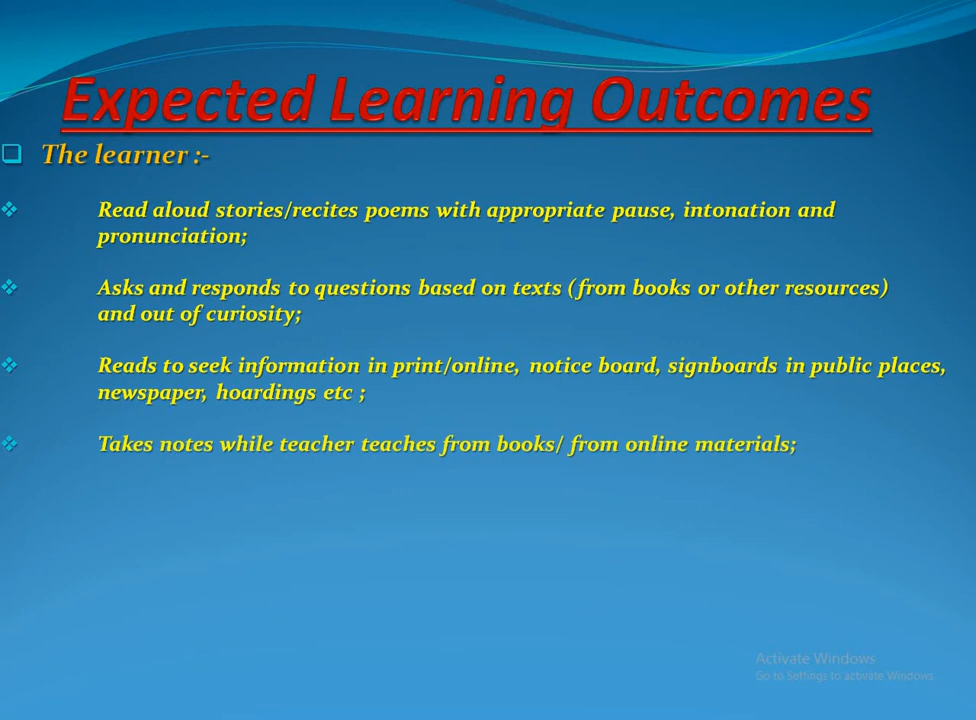 Expected Learning Outcomes
The learner :-
Read aloud stories/recites poems with appropriate pause, intonation and
pronunciation;
Asks and responds to questions based on texts (from books or other resources)
and out of curiosity;
Reads to seek information in print/online, notice board, signboards in public places,
newspaper, hoardings etc ;
Takes notes while teacher teaches from books/ from online materials;
Activate Windows
Go to Settings to activate Windows.